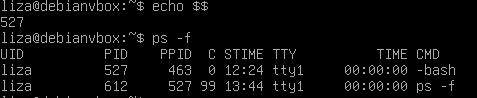 liza@debianvbox:~$ echo $$
527
liza@debianvbox:~$ ps -f
UID          PID    PPID  C STIME TTY          TIME CMD
liza         527     463  0 12:24 tty1     00:00:00 -bash
liza         612     527 99 13:44 tty1     00:00:00 ps -f